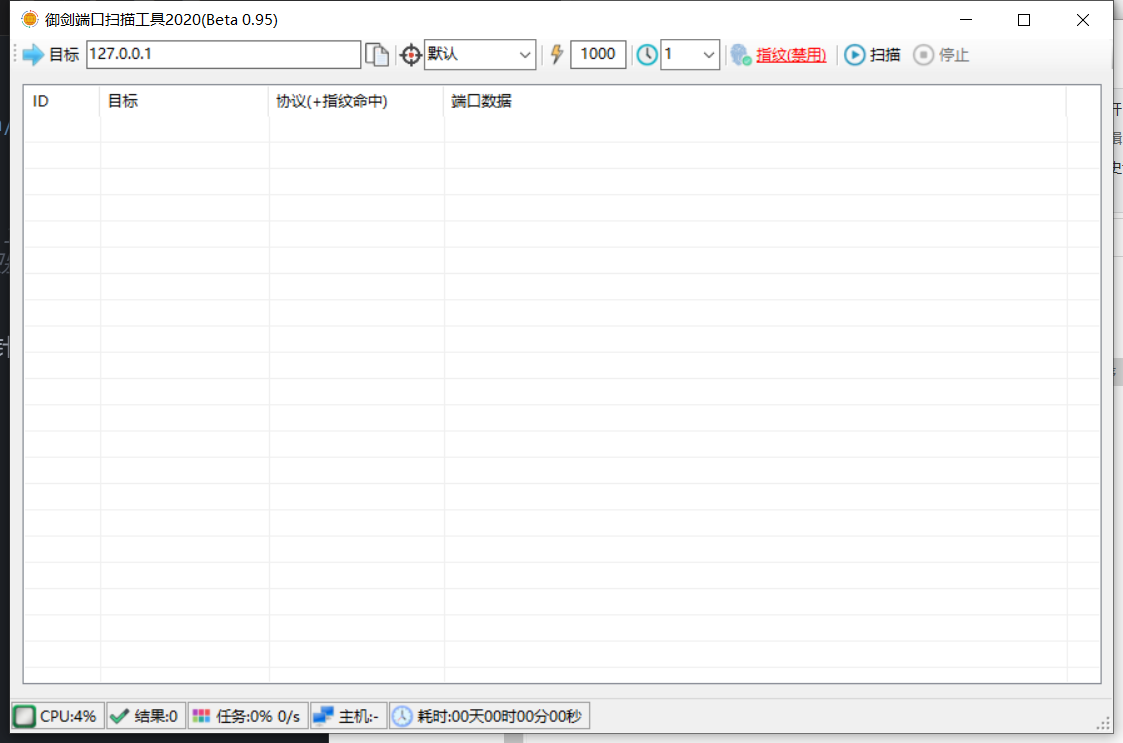 御剑端口扫描工具2020(Beta 0.95)
目标 127.0.0.1 默认 1000 1 指纹(禁用) 扫描 停止
ID 目标 协议(+指纹命中) 端口数据
CPU:4% 结果:0 任务:0% 0/s 主机:- 耗时:00天00时00分00秒